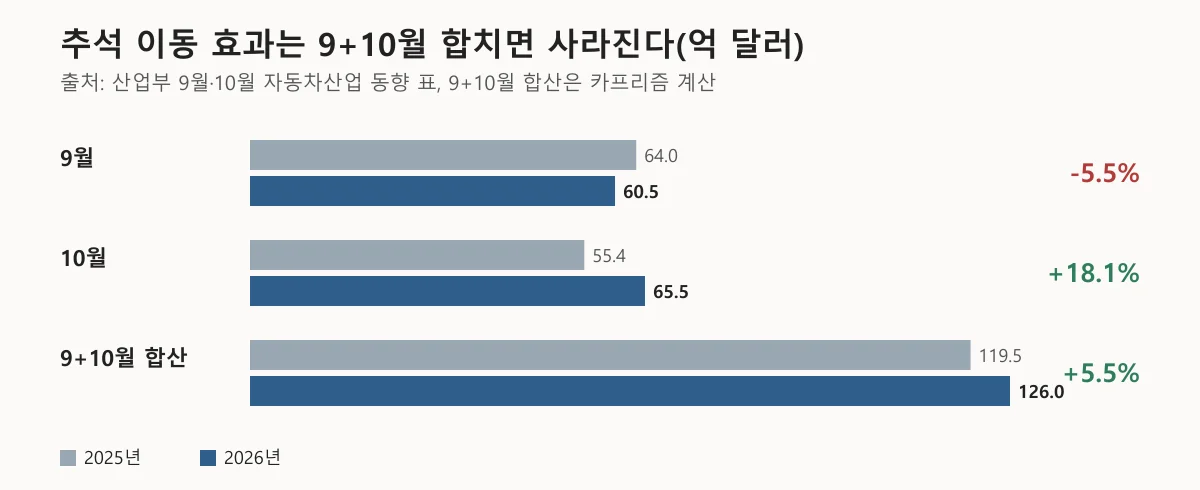 추석 이동 효과는 9+10월 합치면 사라진다(억 달러)
출처: 산업부 9월·10월 자동차산업 동향 표, 9+10월 합산은 카프리즘 계산
9월
64.0
60.5
-5.5%
10월
55.4
65.5
+18.1%
9+10월 합산
119.5
126.0
+5.5%
2025년
2026년